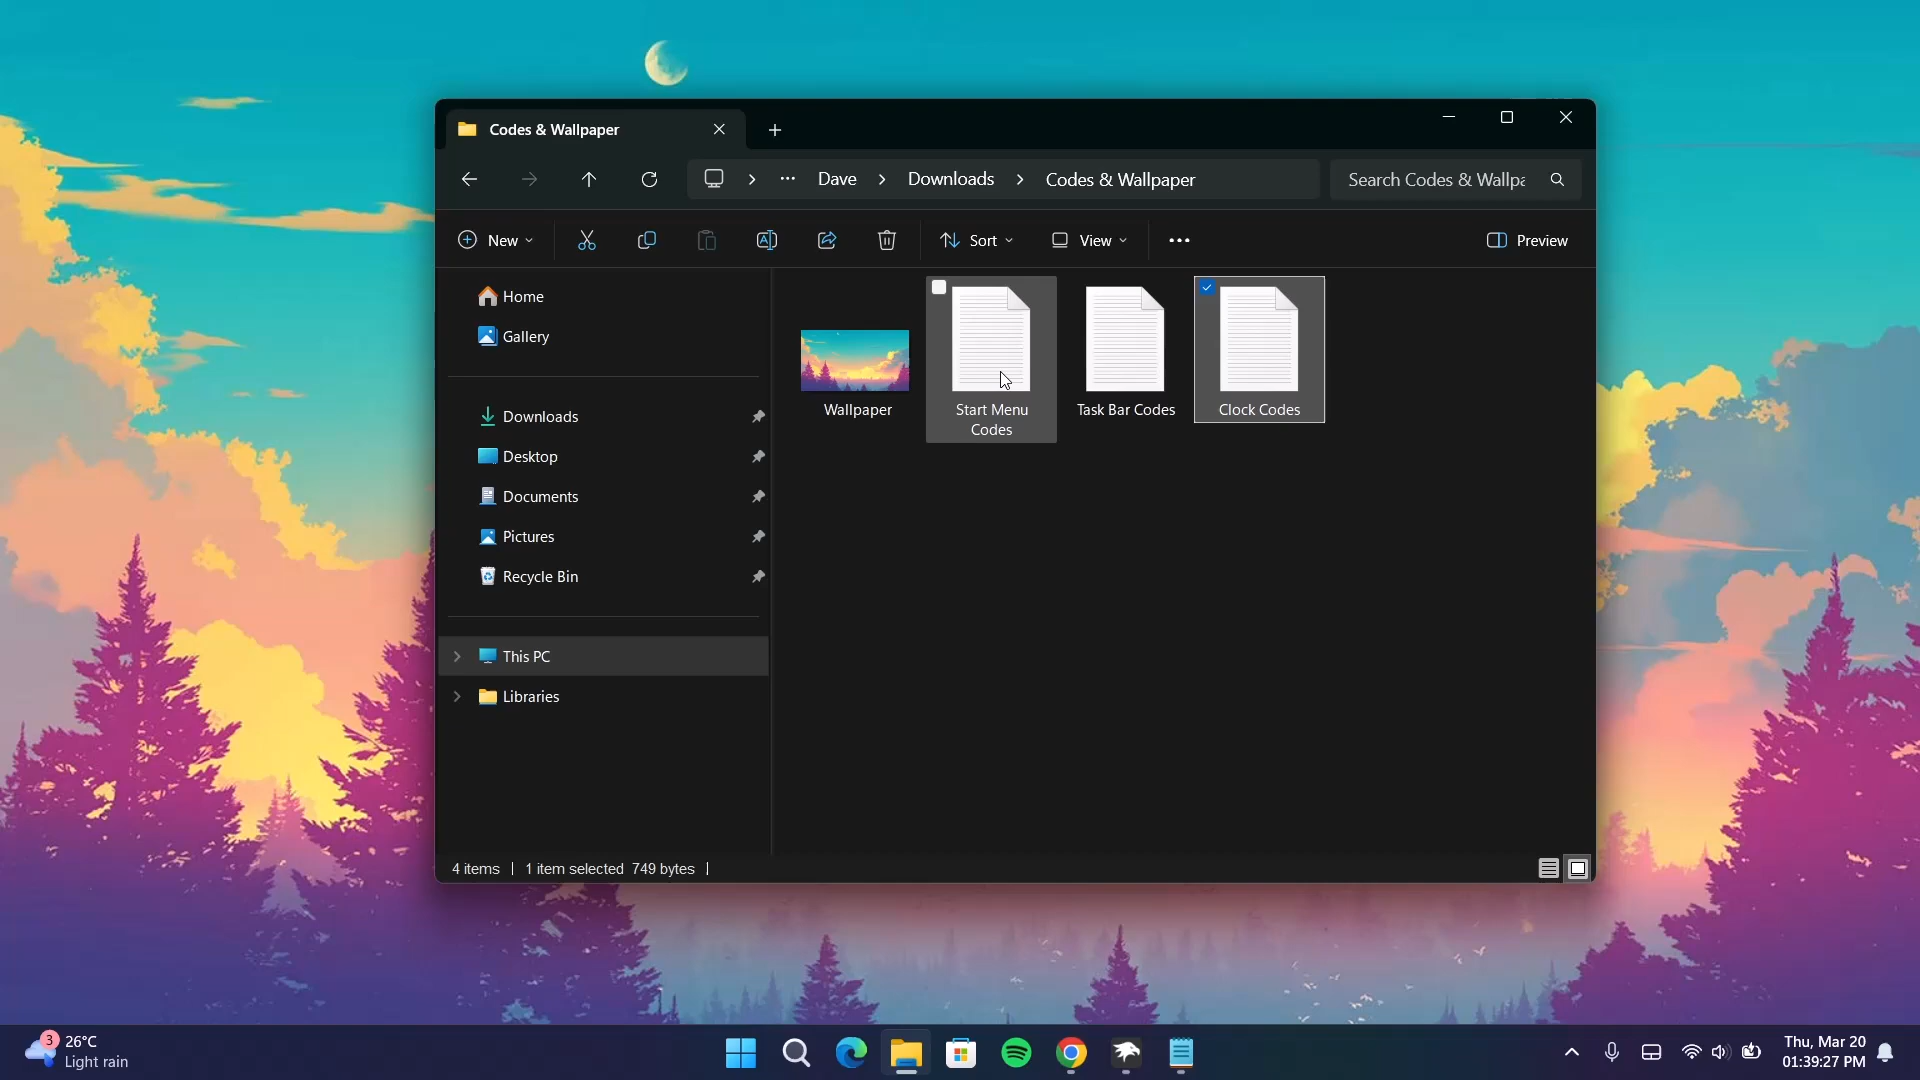 Codes & Wallpaper
Dave
Downloads
Codes & Wallpaper
Search Codes & Wallpa
New
Sort
View
Preview
Home
Gallery
Downloads
Desktop
Documents
Pictures
Recycle Bin
This PC
Libraries
Wallpaper
Start Menu
Codes
Task Bar Codes
Clock Codes
4 items
1 item selected 749 bytes
3
26°C
Light rain
Thu, Mar 20
01:39:27 PM